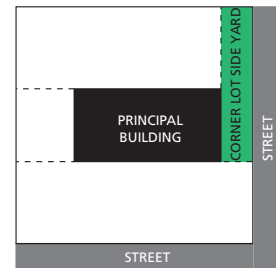 PRINCIPAL
BUILDING
CORNER LOT SIDE YARD
STREET
STREET